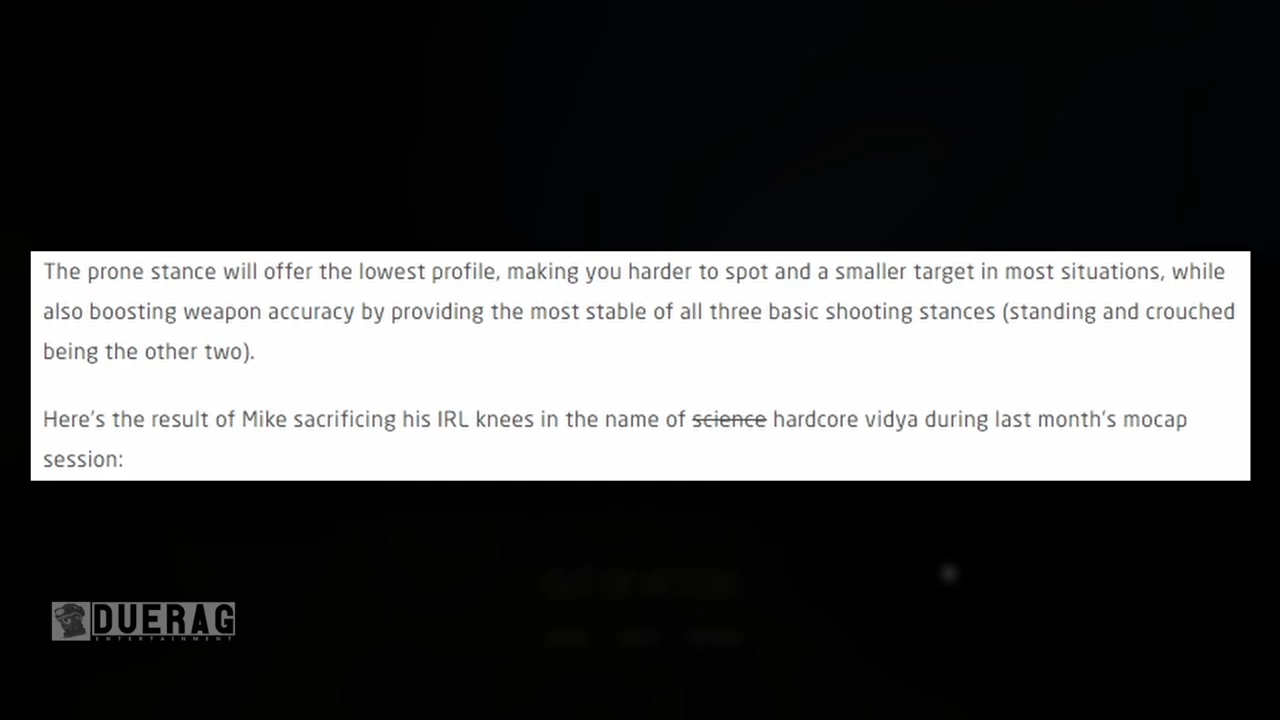 The prone stance will offer the lowest profile, making you harder to spot and a smaller target in most situations, while
also boosting weapon accuracy by providing the most stable of all three basic shooting stances (standing and crouched
being the other two).
Here's the result of Mike sacrificing his IRL knees in the name of science hardcore vidya during last month's mocap
session:
DUERAG
ENTERTAINMENT